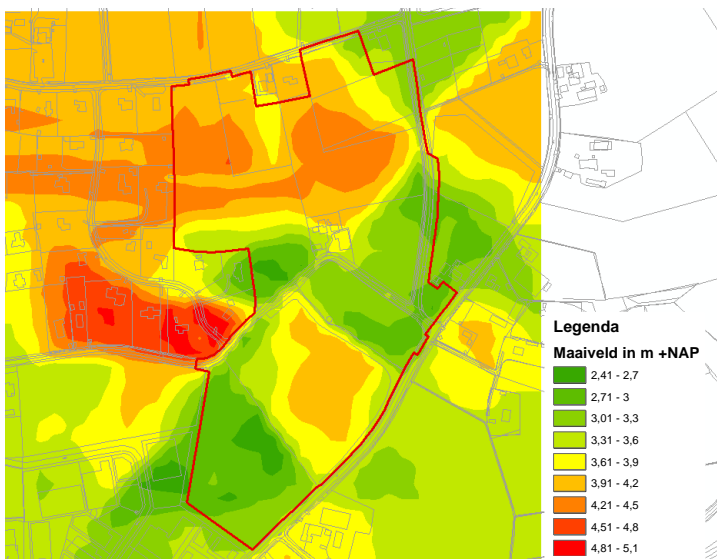 Legenda
Maaiveld in m +NAP
2,41 - 2,7
2,71 - 3
3,01 - 3,3
3,31 - 3,6
3,61 - 3,9
3,91 - 4,2
4,21 - 4,5
4,51 - 4,8
4,81 - 5,1